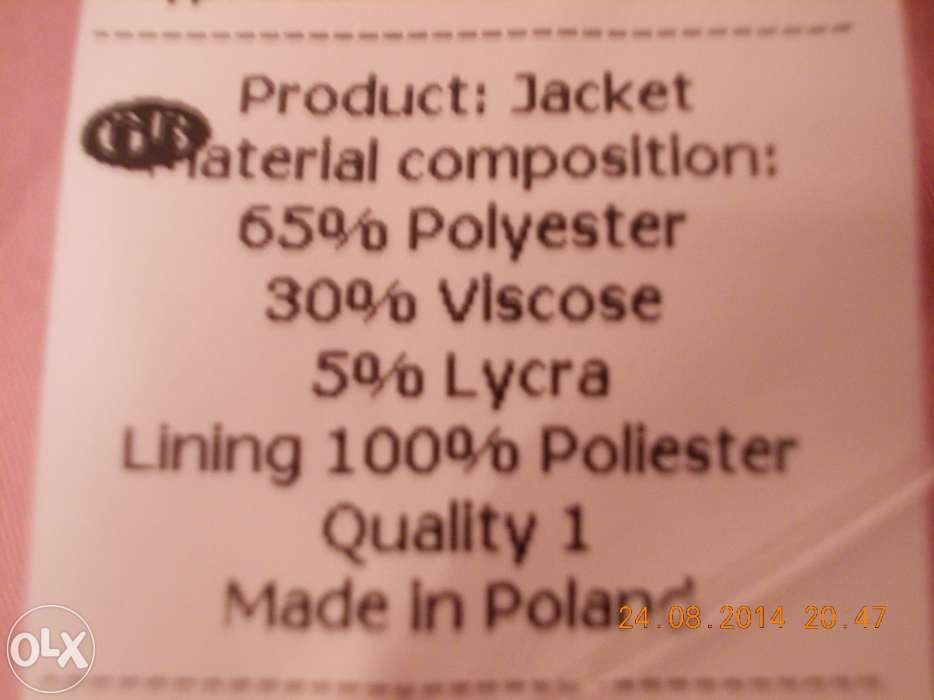 Product: Jacket
Material composition:
65% Polyester
30% Viscose
5% Lycra
Lining 100% Poliester
Quality 1
Made in Poland
24.08.2014 20:47
OLX